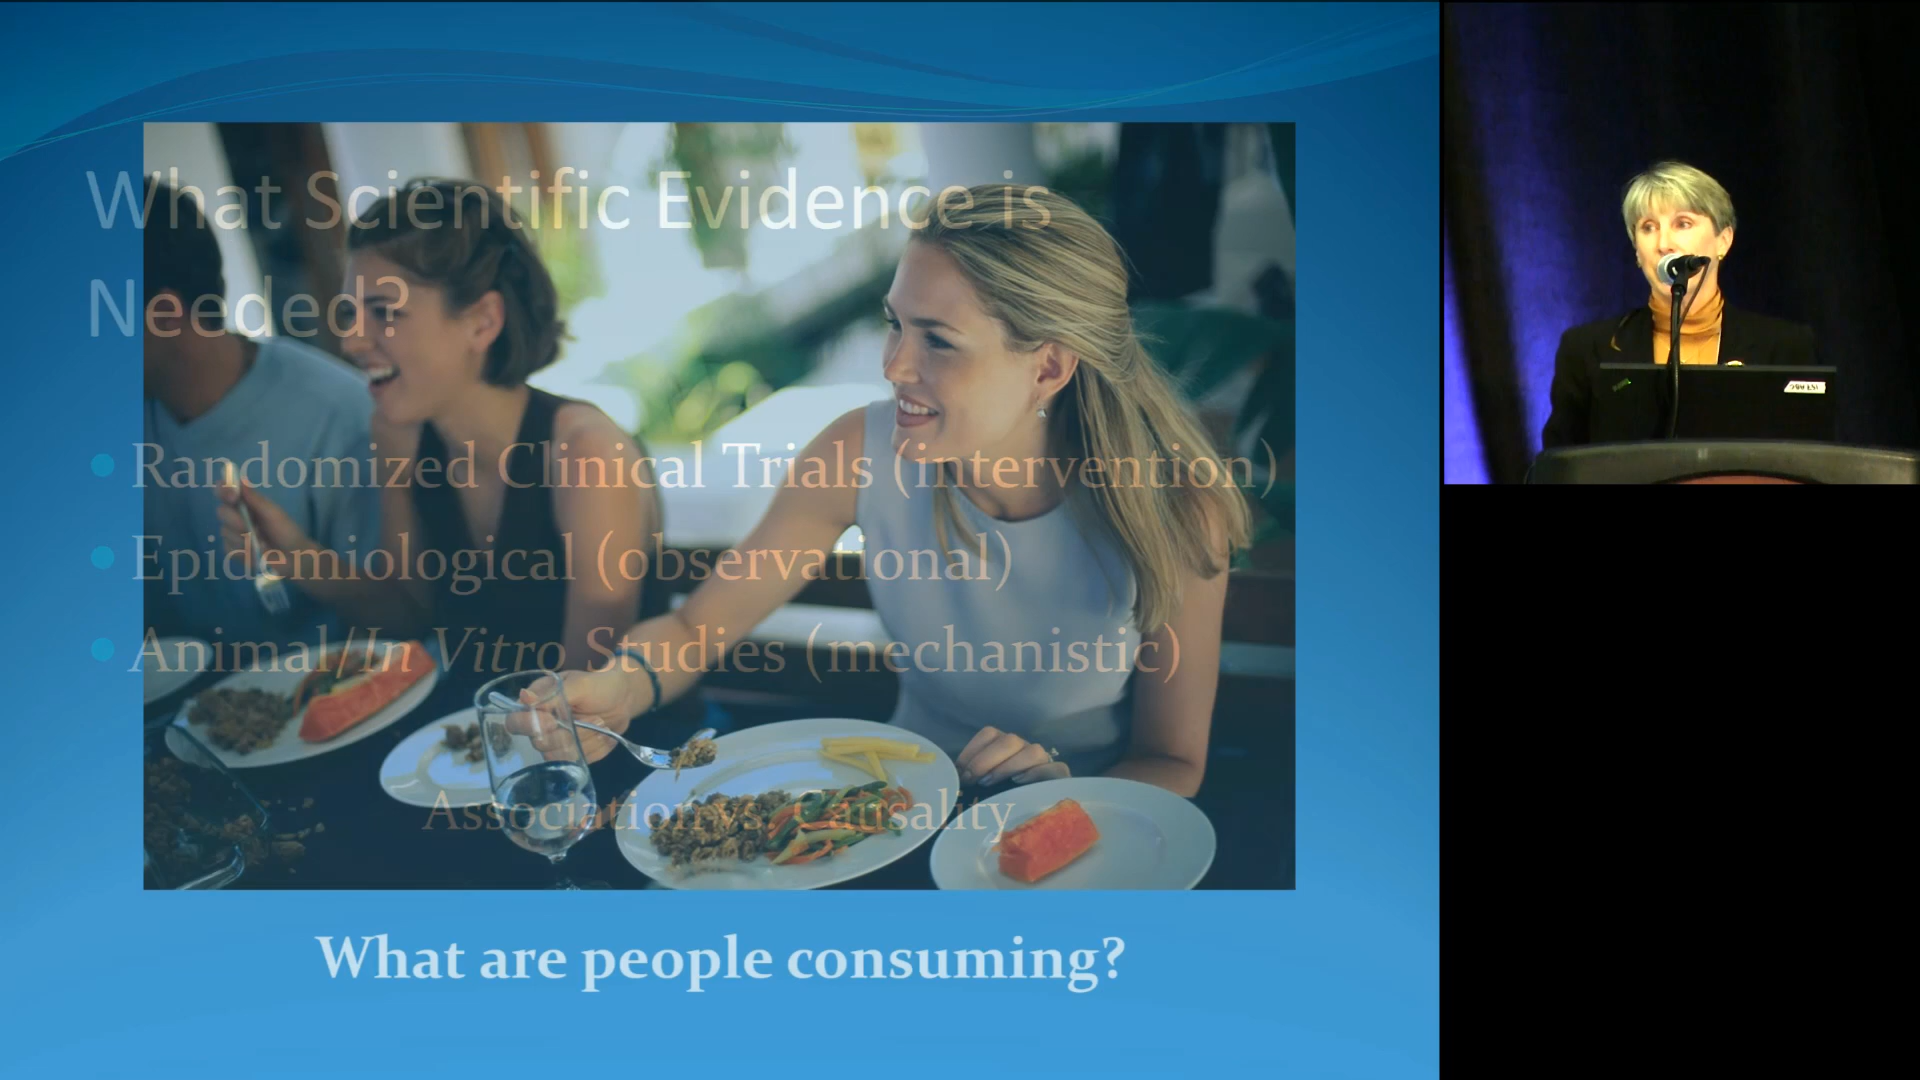 What Scientific Evidence is
Needed?
Randomized Clinical Trials (intervention)
Epidemiological (observational)
Animal/In Vitro Studies (mechanistic)
Association vs. Causality
What are people consuming?